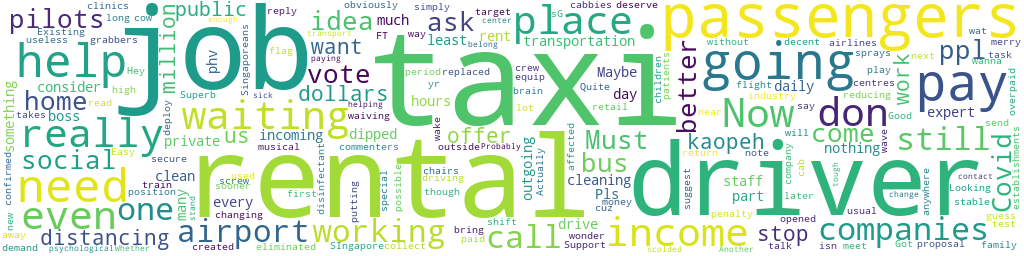 clinics
long
cow
pilots
Existing
useless
grabbers
Hey
help
million
public
phv
Singaporeans
flag
job
idea
want
vote
dollars
reply
obviously
much
FT
way
simply
ask
target
center
sG
place
cabbies
deserve
enough
transport
least
rent
transportation
paying
belong
passengers
wat
merry
task
airlines
without
decent
sprays
wanna
consider
high
home
takes
boss
read
something
deploy
Superb
sick
period
replaced
yr
hours
crew
equip
brain
lot
Maybe
Quite
day
retail
ppl
children
patients
better
going
flight
daily
centres
play
reducing
work
Good
pay
next
overpaid
near
industry
say
expert
taxi
really
Easy
private
us
waiting
helping
waiving
dipped
musical
incoming
commenters
wake
offer
outside
Probably
outgoing
Actually
Must
bus
affected
kaopeh
Now
don
come
nothing
still
send
establishments
social
clean
secure
screw
confirmed
train
position
used
sooner
need
many
every
changing
disinfectant
putting
first
special
though
possible
chairs
driving
cleaning
Pls
money
cuz
suggest
staff
part
return
note
company
cab
will
later
tough
wave
anywhere
Looking
stable
contact
covid
rental
driver
even
one
stand
new
away
distancing
airport
working
call
shift
drive
income
penalty
opened
stop
usual
change
guess
test
companies
demand
psychological
Whether
created
eliminated
SIngapore
collect
paid
bring
wonder
Support
scolded
Another
talk
isn
meet
Got
proposal
family